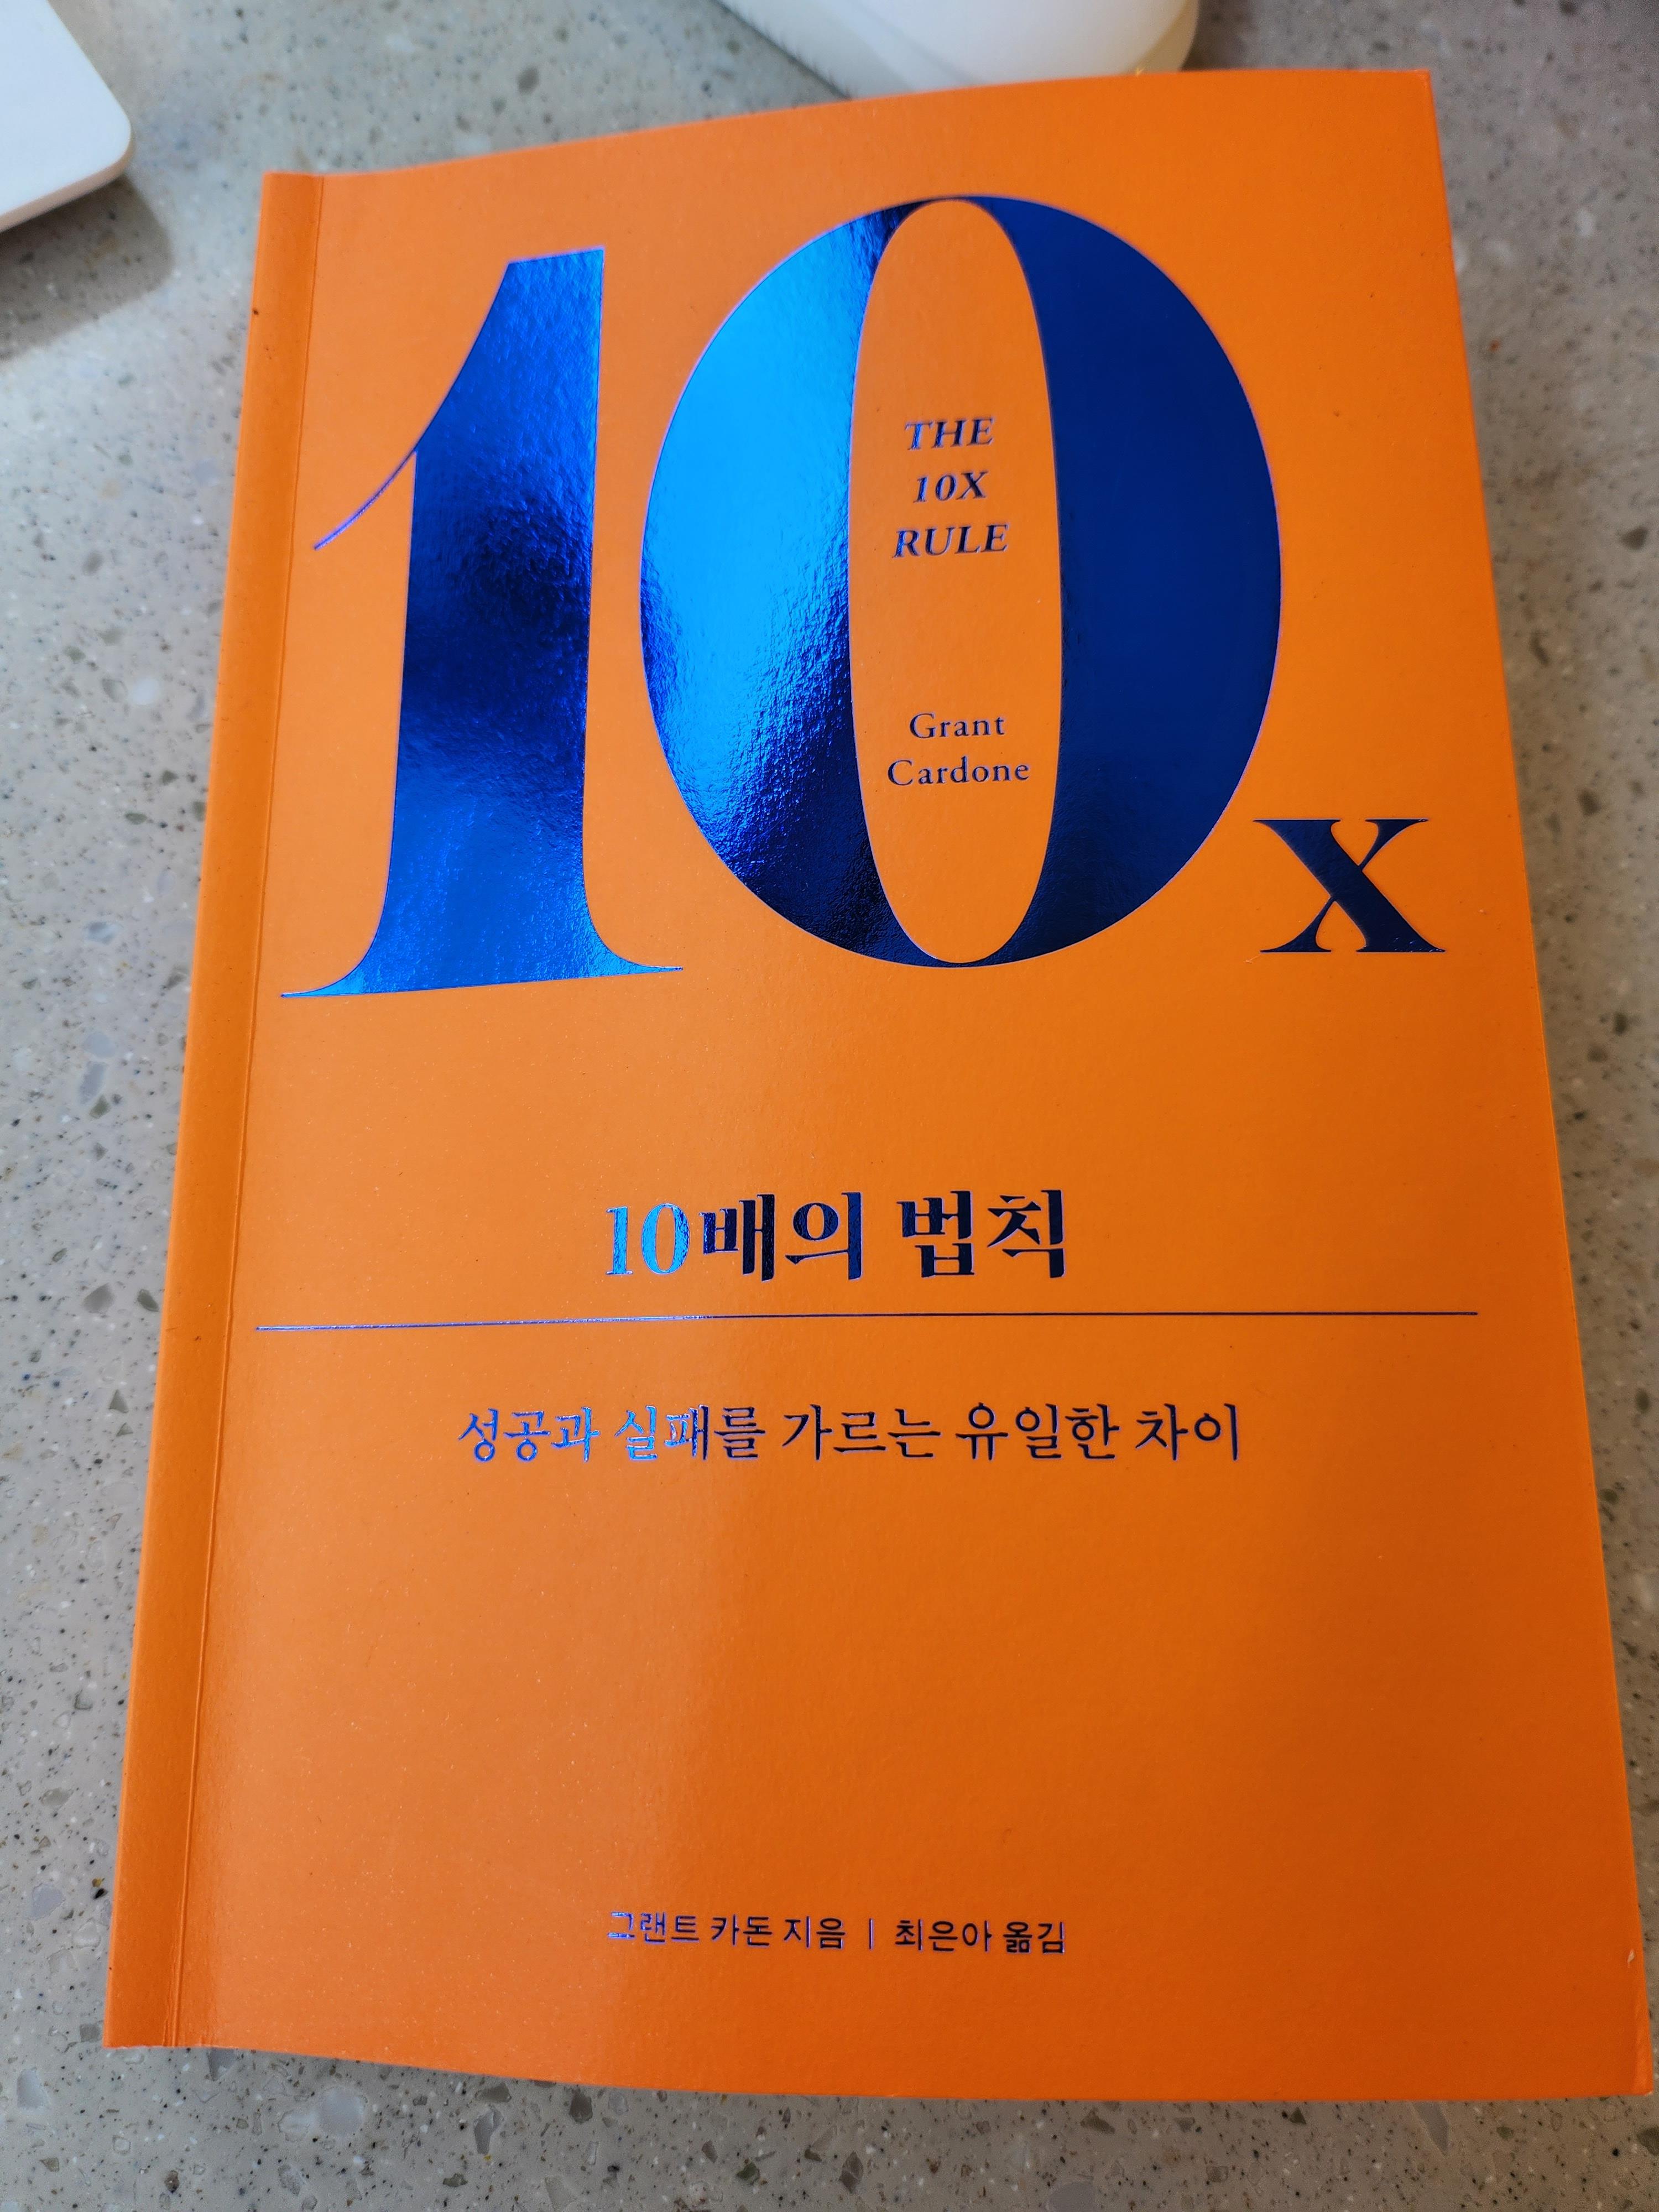 10x
THE
10X
RULE
Grant
Cardone
10배의 법칙
성공과 실패를 가르는 유일한 차이
그랜트 카돈 지음 | 최은아 옮김